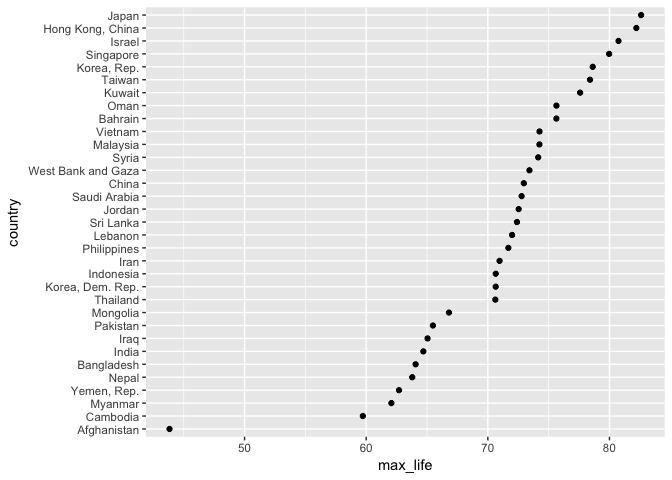 Japan
Hong Kong, China
Israel
Singapore
Korea, Rep.
Taiwan
Kuwait
Oman
Bahrain
Vietnam
Malaysia
Syria
West Bank and Gaza
China
Saudi Arabia
Jordan
Sri Lanka
Lebanon
Philippines
Iran
Indonesia
Korea, Dem. Rep.
Thailand
Mongolia
Pakistan
Iraq
India
Bangladesh
Nepal
Yemen, Rep.
Myanmar
Cambodia
Afghanistan
country
50 60 70 80
max_life